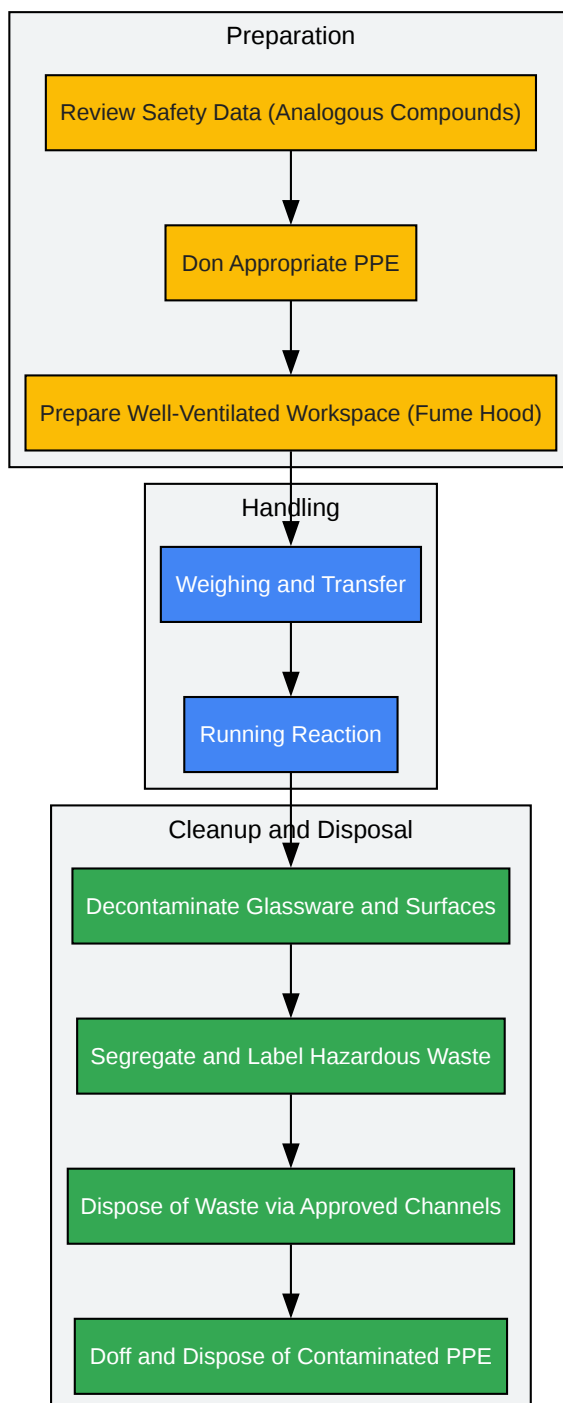 Preparation
Review Safety Data (Analogous Compounds)
Don Appropriate PPE
Prepare Well-Ventilated Workspace (Fume Hood)
Handling
Weighing and Transfer
Running Reaction
Cleanup and Disposal
Decontaminate Glassware and Surfaces
Segregate and Label Hazardous Waste
Dispose of Waste via Approved Channels
Doff and Dispose of Contaminated PPE